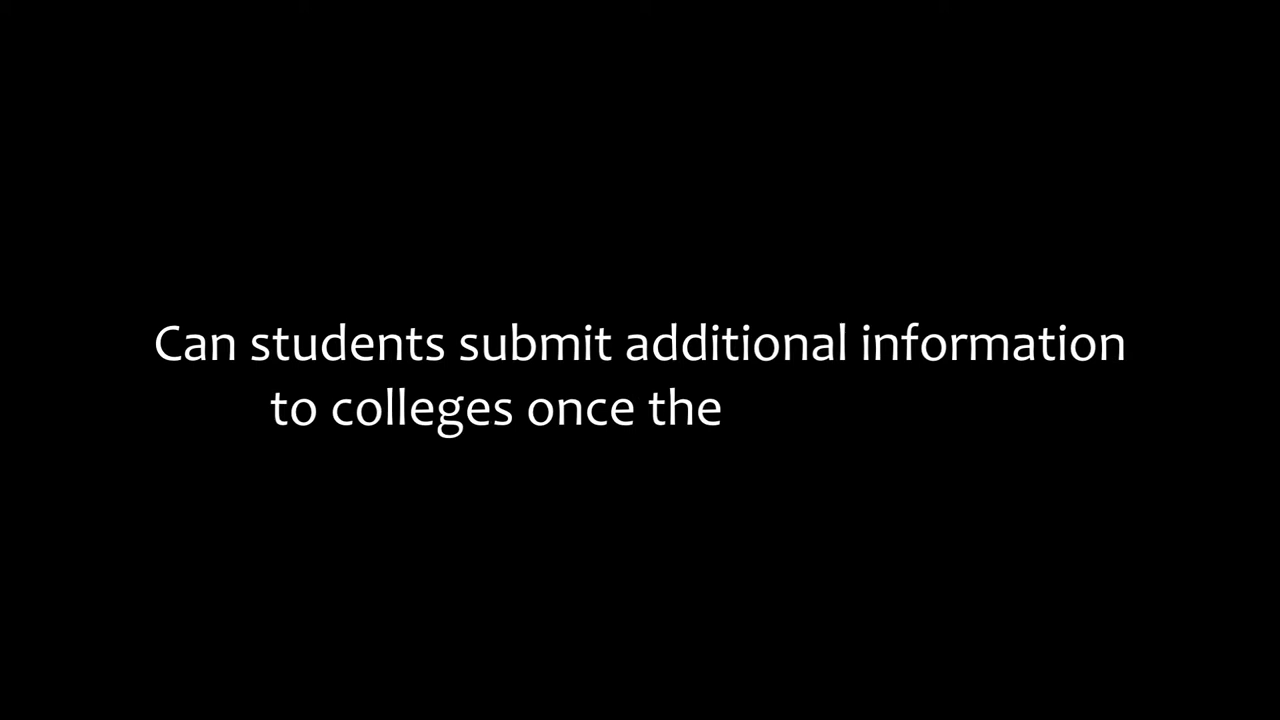 Can students submit additional information
to colleges once the